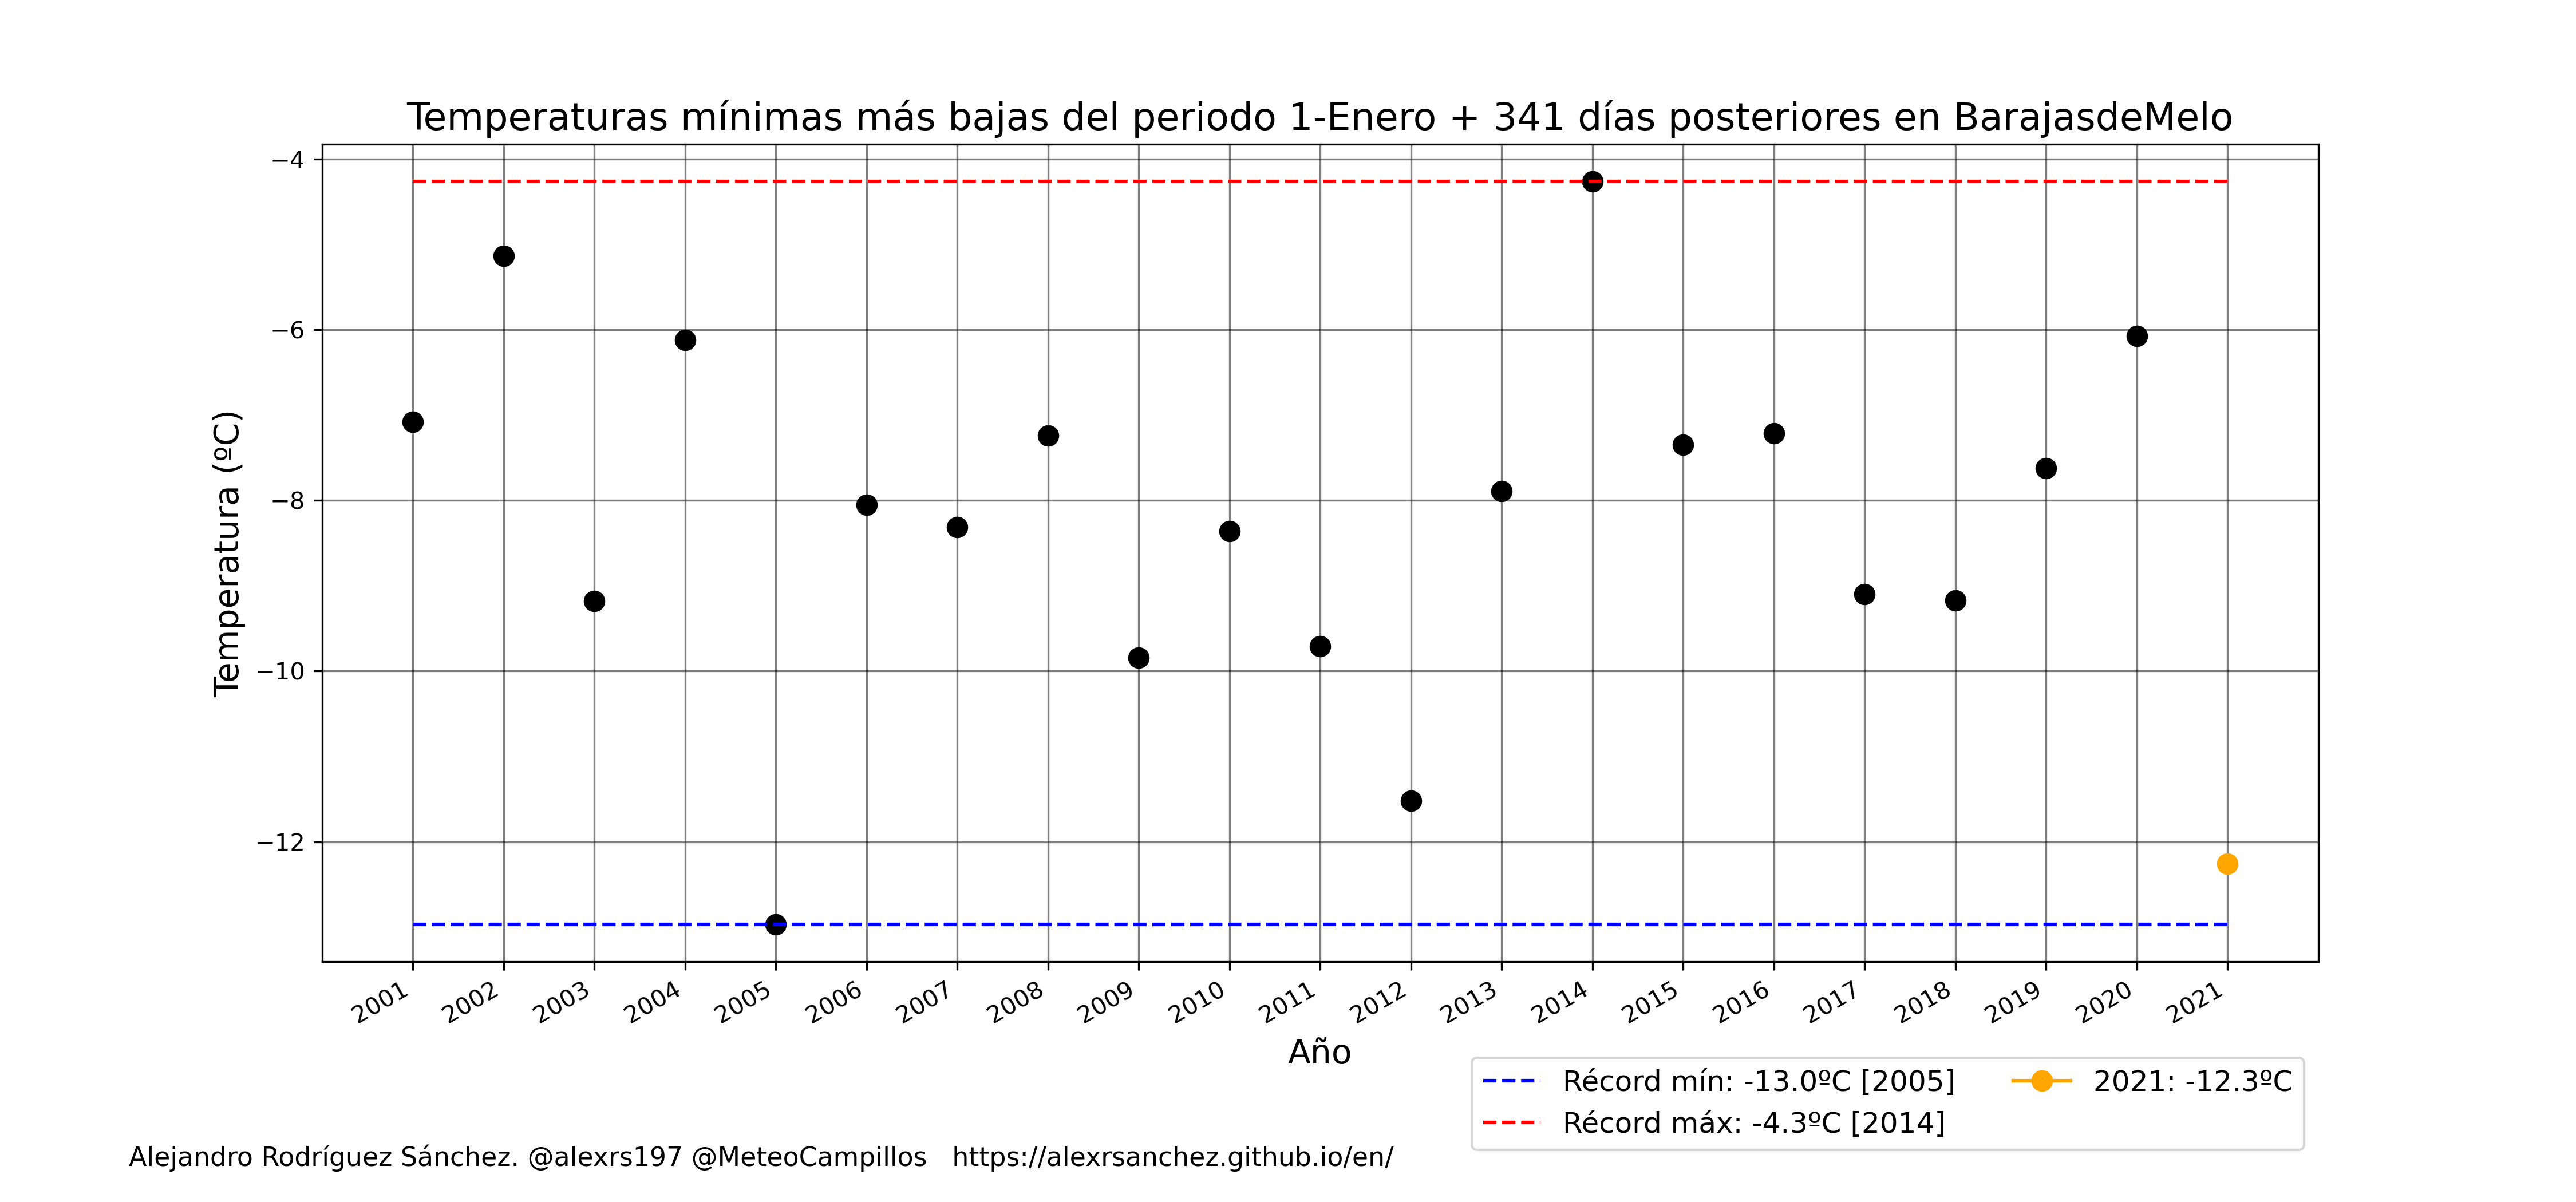 Temperaturas mínimas más bajas del periodo 1-Enero + 341 días posteriores en BarajasdeMelo
−4
−6
−8
−10
−12
Temperatura (ºC)
2001 2002 2003 2004 2005 2006 2007 2008 2009 2010 2011 2012 2013 2014 2015 2016 2017 2018 2019 2020 2021
Año
Récord mín: -13.0ºC [2005]
Récord máx: -4.3ºC [2014]
2021: -12.3ºC
Alejandro Rodríguez Sánchez. @alexrs197 @MeteoCampillos https://alexrsanchez.github.io/en/